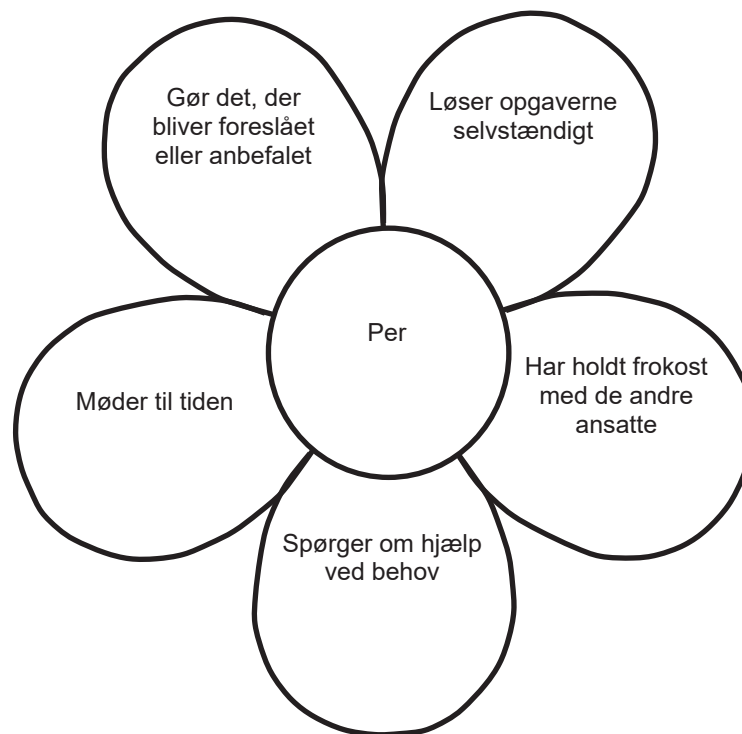 Gør det, der
bliver foreslået
eller anbefalet
Løser opgaverne
selvstændigt
Per
Har holdt frokost
med de andre
ansatte
Møder til tiden
Spørger om hjælp
ved behov